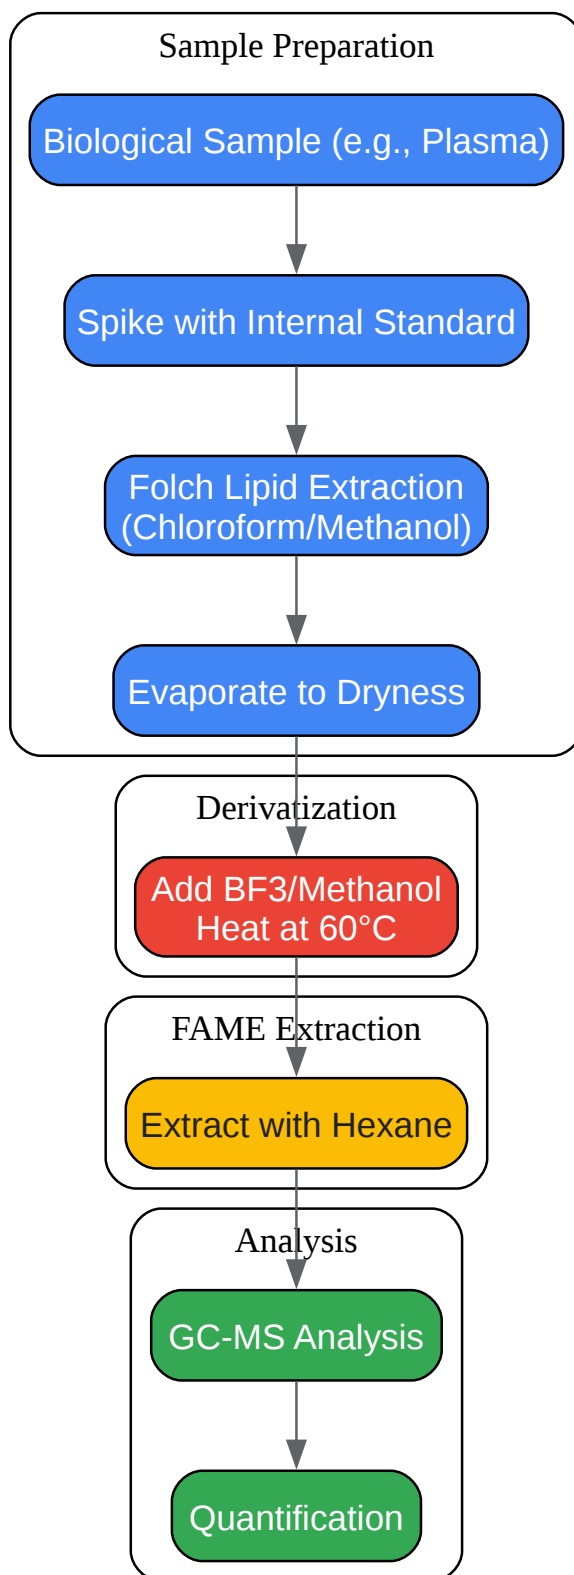 Sample Preparation
Biological Sample (e.g., Plasma)
Spike with Internal Standard
Folch Lipid Extraction
(Chloroform/Methanol)
Evaporate to Dryness
Derivatization
Add BF3/Methanol
Heat at 60°C
FAME Extraction
Extract with Hexane
Analysis
GC-MS Analysis
Quantification